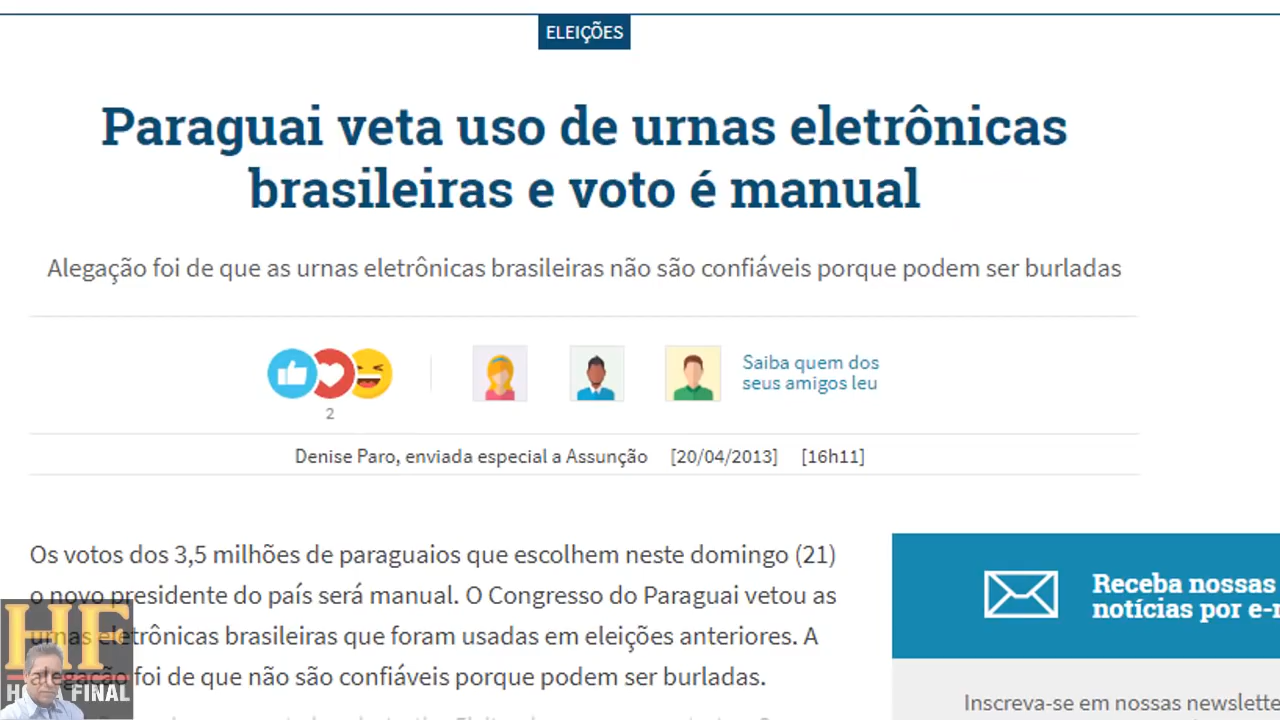 ELEIÇÕES
Paraguai veta uso de urnas eletrônicas
brasileiras e voto é manual
Alegação foi de que as urnas eletrônicas brasileiras não são confiáveis porque podem ser burladas
Saiba quem dos
seus amigos leu
2
Denise Paro, enviada especial a Assunção [20/04/2013] [16h11]
Os votos dos 3,5 milhões de paraguaios que escolhem neste domingo (21)
o novo presidente do país será manual. O Congresso do Paraguai vetou as
urnas eletrônicas brasileiras que foram usadas em eleições anteriores. A
alegação foi de que não são confiáveis porque podem ser burladas.
Receba nossas
notícias por e-
Inscreva-se em nossas newslette
HF
HORA FINAL